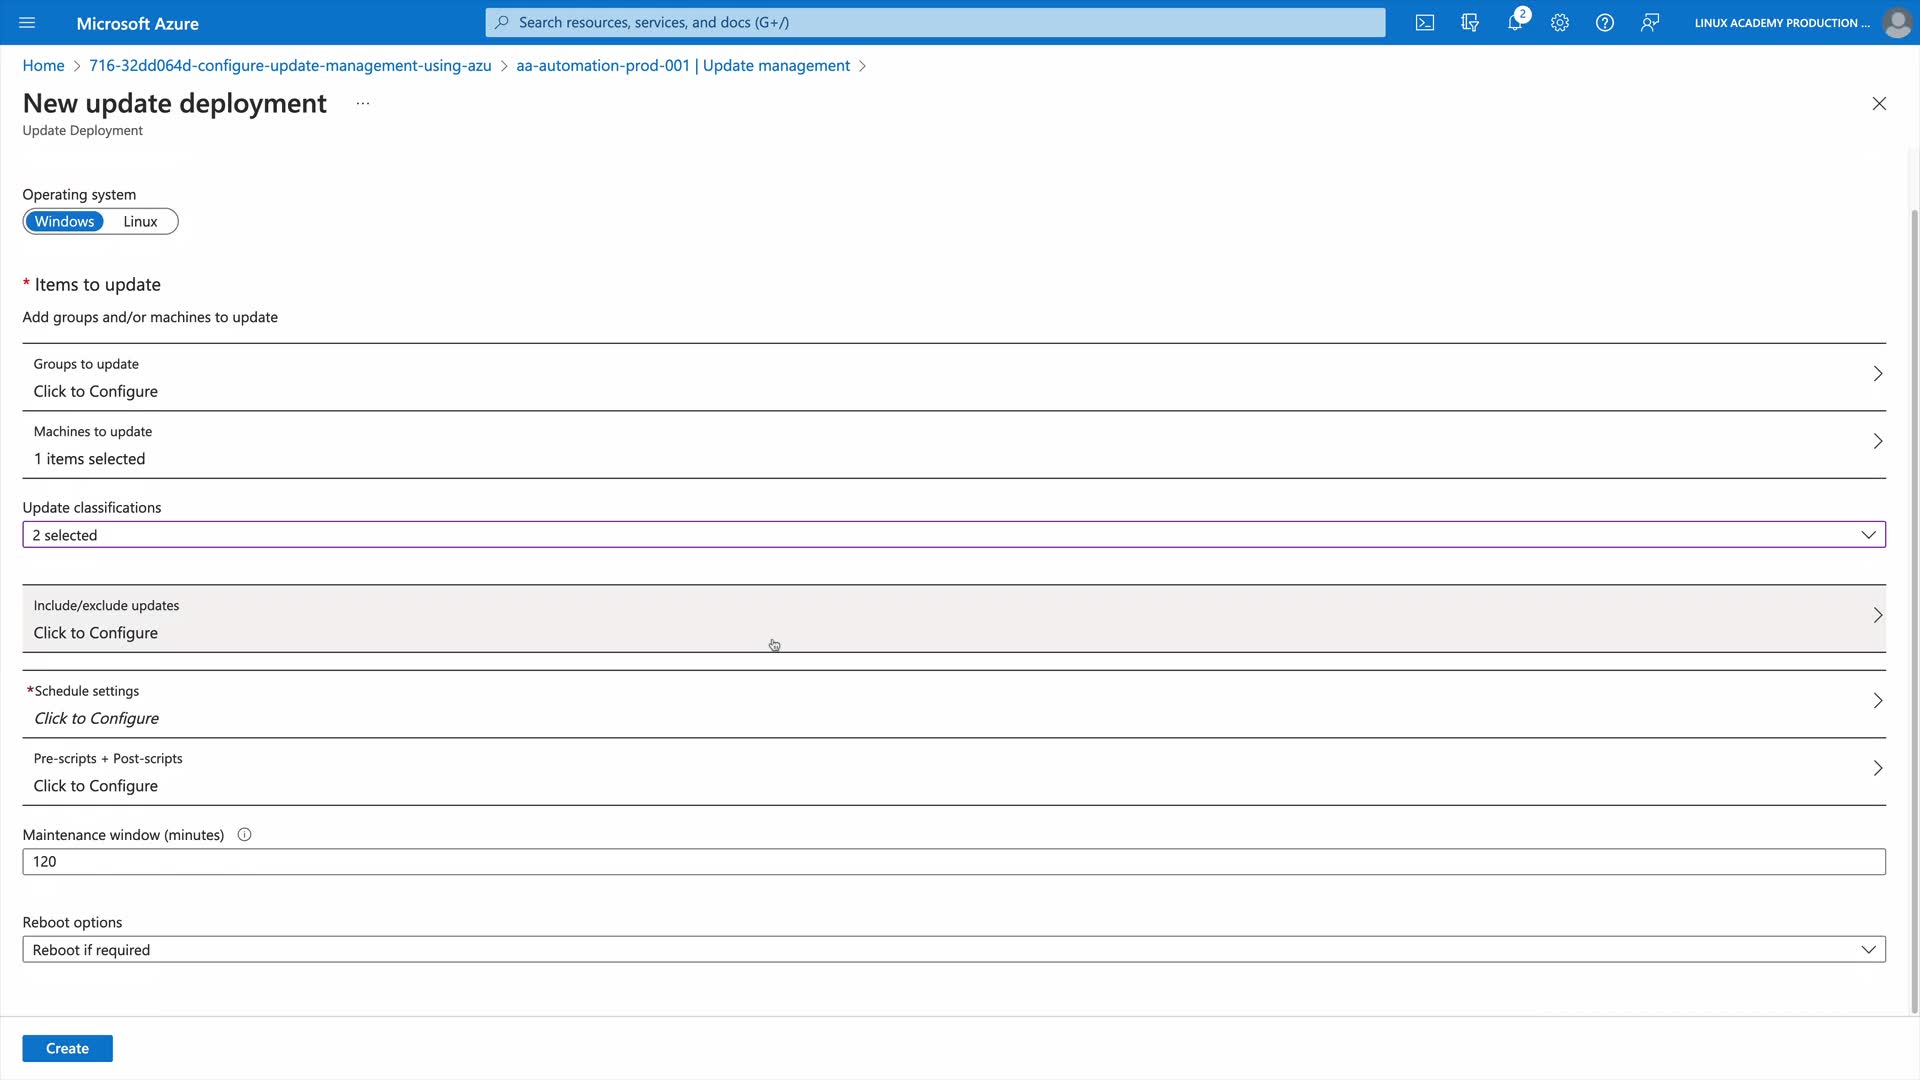 Microsoft Azure
Search resources, services, and docs (G+/)
2
LINUX ACADEMY PRODUCTION ...
Home > 716-32dd064d-configure-update-management-using-azu > aa-automation-prod-001 | Update management >
New update deployment ...
Update Deployment
Operating system
Windows Linux
* Items to update
Add groups and/or machines to update
Groups to update
Click to Configure
Machines to update
1 items selected
Update classifications
2 selected
Include/exclude updates
Click to Configure
*Schedule settings
Click to Configure
Pre-scripts + Post-scripts
Click to Configure
Maintenance window (minutes)
120
Reboot options
Reboot if required
Create